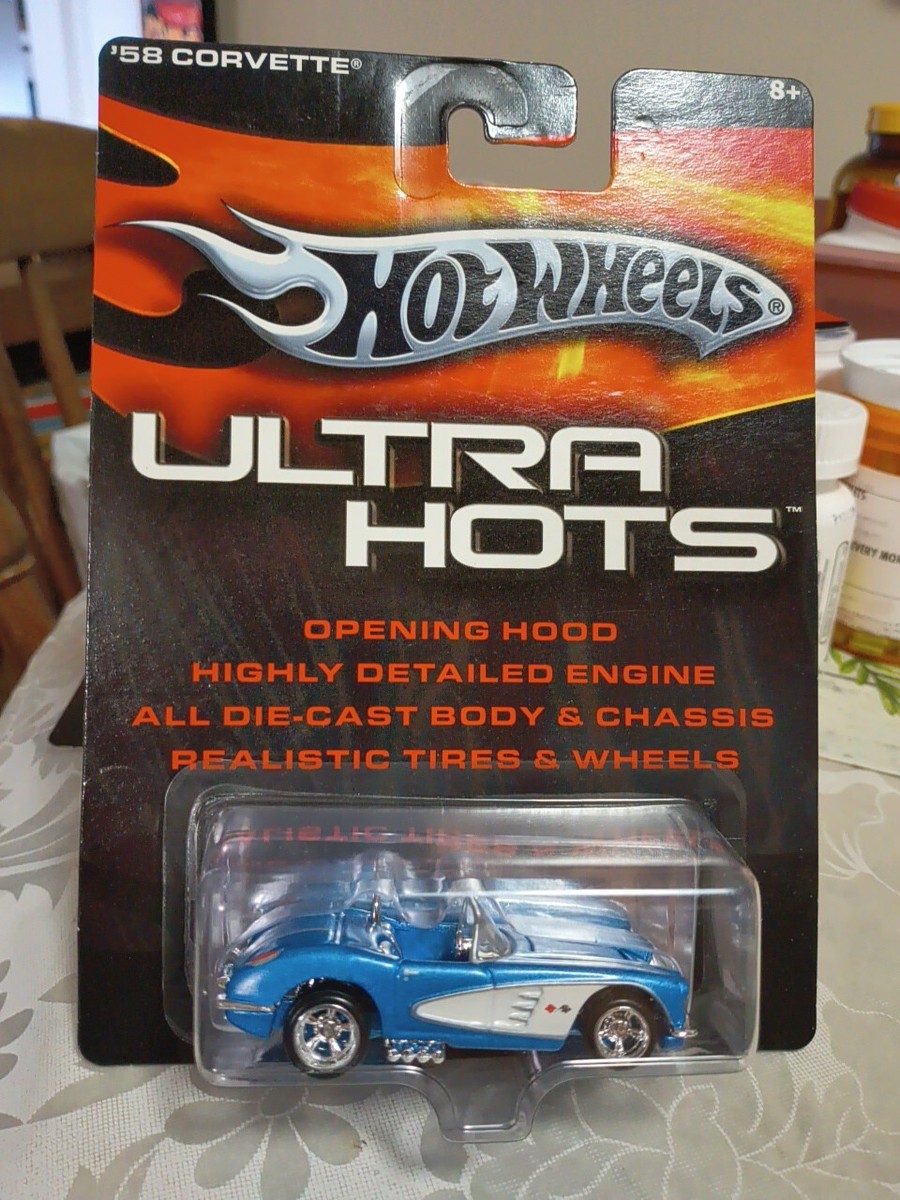 '58 CORVETTE®
8+
HOT WHEELS®
ULTRA
HOTS™
OPENING HOOD
HIGHLY DETAILED ENGINE
ALL DIE-CAST BODY & CHASSIS
REALISTIC TIRES & WHEELS